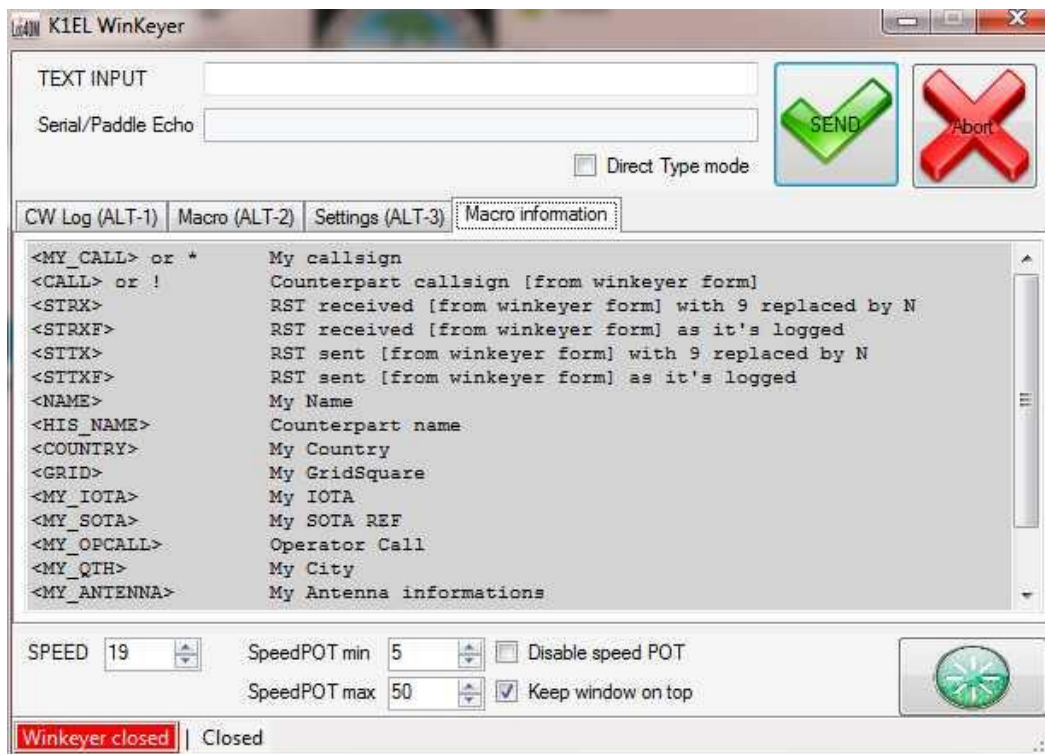 Log4OM K1EL WinKeyer
TEXT INPUT
Serial/Paddle Echo
SEND
Abort
Direct Type mode
CW Log (ALT-1) Macro (ALT-2) Settings (ALT-3) Macro information
<MY_CALL> or * My callsign
<CALL> or ! Counterpart callsign [from winkeyer form]
<STRX> RST received [from winkeyer form] with 9 replaced by N
<STRXF> RST received [from winkeyer form] as it's logged
<STTX> RST sent [from winkeyer form] with 9 replaced by N
<STTXF> RST sent [from winkeyer form] as it's logged
<NAME> My Name
<HIS_NAME> Counterpart name
<COUNTRY> My Country
<GRID> My GridSquare
<MY_IOTA> My IOTA
<MY_SOTA> My SOTA REF
<MY_OPCALL> Operator Call
<MY_QTH> My City
<MY_ANTENNA> My Antenna informations
SPEED 19 SpeedPOT min 5 Disable speed POT
SpeedPOT max 50 Keep window on top
Winkeyer closed | Closed